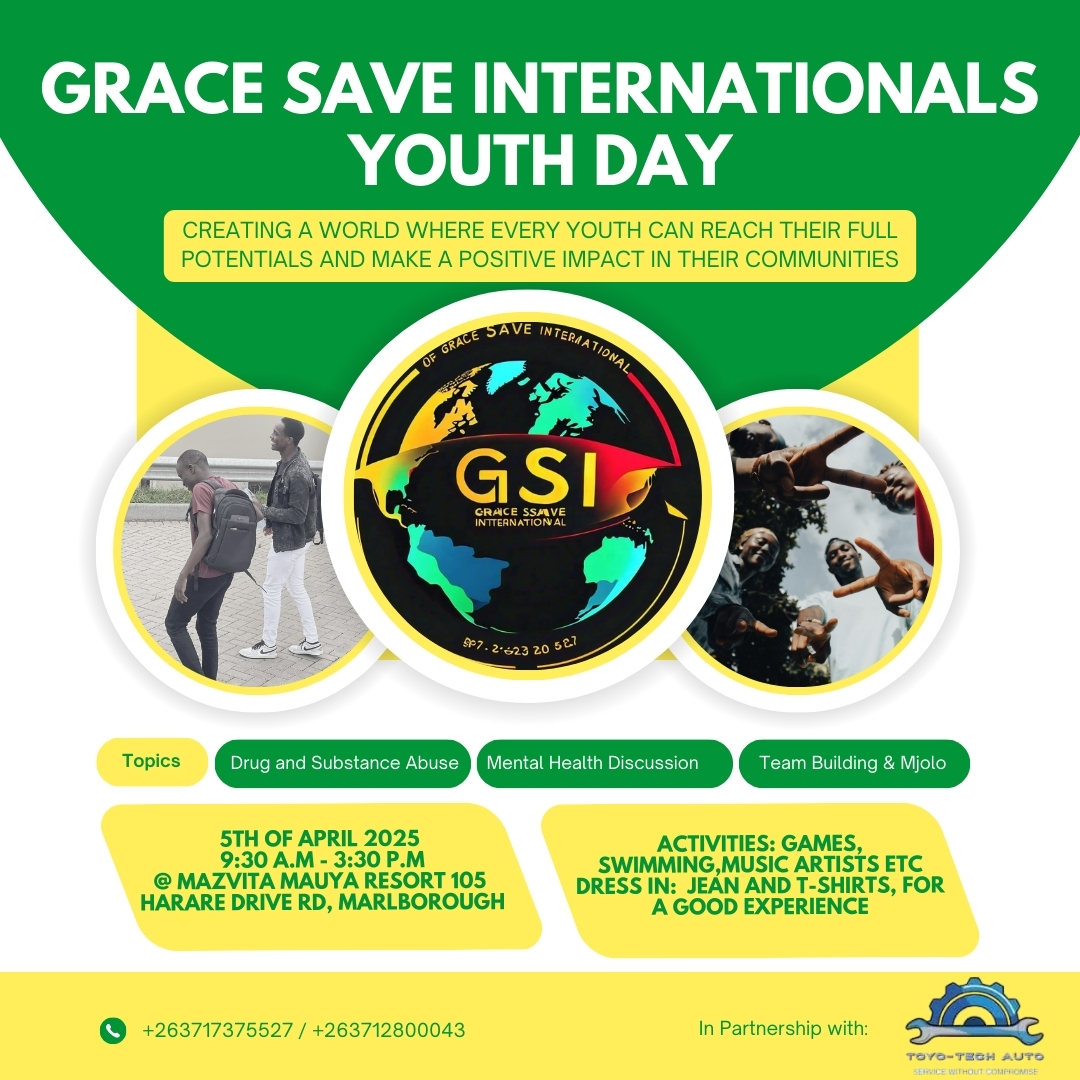 GRACE SAVE INTERNATIONALS
YOUTH DAY
CREATING A WORLD WHERE EVERY YOUTH CAN REACH THEIR FULL
POTENTIALS AND MAKE A POSITIVE IMPACT IN THEIR COMMUNITIES
OF GRACE SAVE INTERNATIONAL
GSI
GRNCE SSMVE
INTTERNATIONAL
Topics
Drug and Substance Abuse
Mental Health Discussion
Team Building & Mjolo
5TH OF APRIL 2025
9:30 A.M - 3:30 P.M
@ MAZVITA MAUYA RESORT 105
HARARE DRIVE RD, MARLBOROUGH
ACTIVITIES: GAMES,
SWIMMING,MUSIC ARTISTS ETC
DRESS IN: JEAN AND T-SHIRTS, FOR
A GOOD EXPERIENCE
+263717375527 / +263712800043
In Partnership with:
TOYO-TECH AUTO
SERVICE WITHOUT COMPROMISE